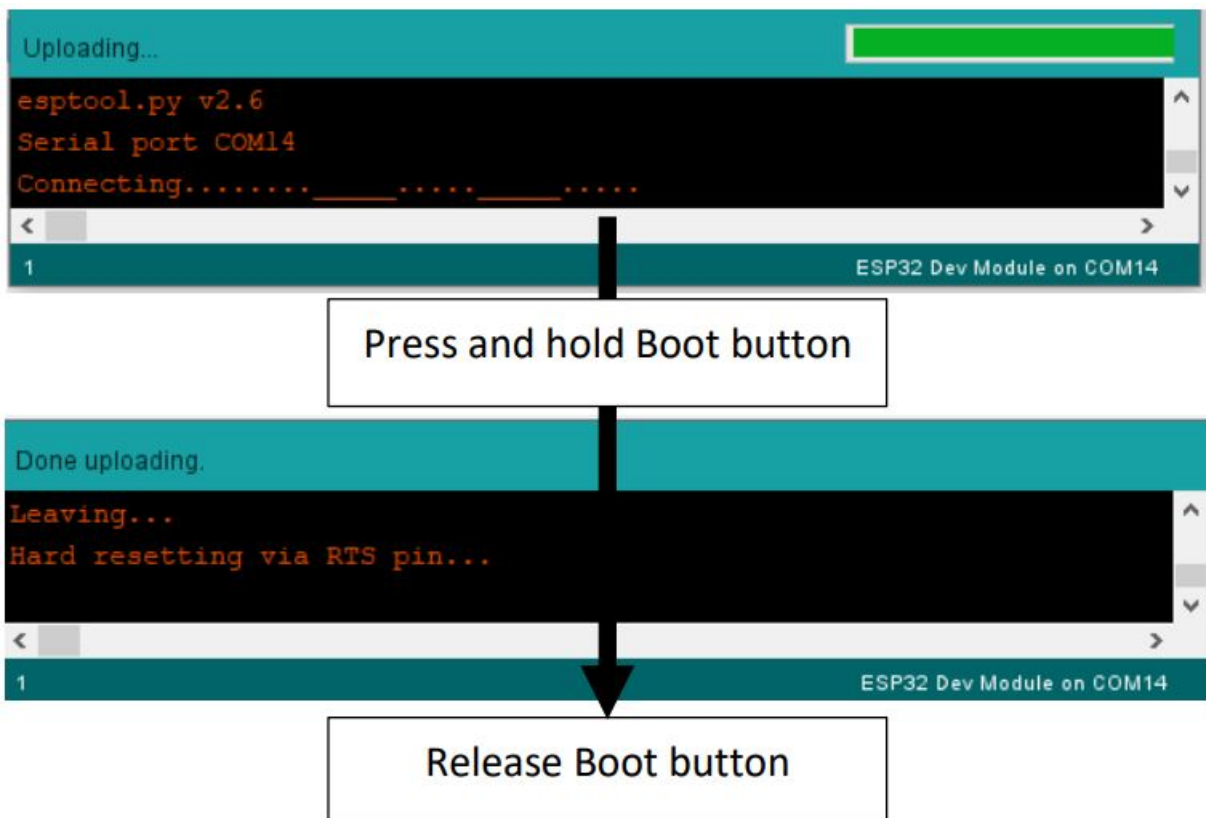 Uploading...
esptool.py v2.6
Serial port COM14
Connecting........_____....._____.....
1 ESP32 Dev Module on COM14
Press and hold Boot button
Done uploading.
Leaving...
Hard resetting via RTS pin...
1 ESP32 Dev Module on COM14
Release Boot button